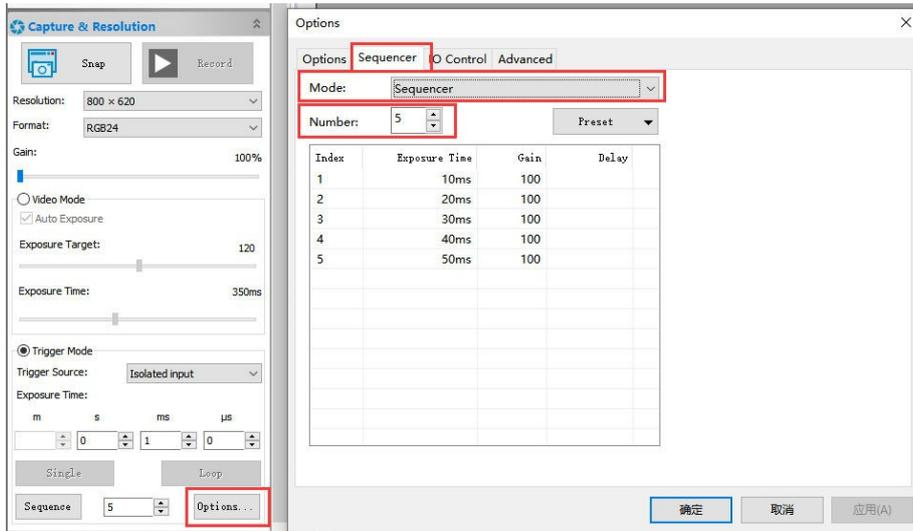 Capture & Resolution
Snap
Record
Resolution: 800 × 620
Format: RGB24
Gain: 100%
Video Mode
Auto Exposure
Exposure Target: 120
Exposure Time: 350ms
Trigger Mode
Trigger Source: Isolated input
Exposure Time:
m s ms μs
0 1 0
Single Loop
Sequence 5 Options...
Options
Options Sequencer IO Control Advanced
Mode: Sequencer
Number: 5 Preset
Index Exposure Time Gain Delay
1 10ms 100
2 20ms 100
3 30ms 100
4 40ms 100
5 50ms 100
确定 取消 应用(A)